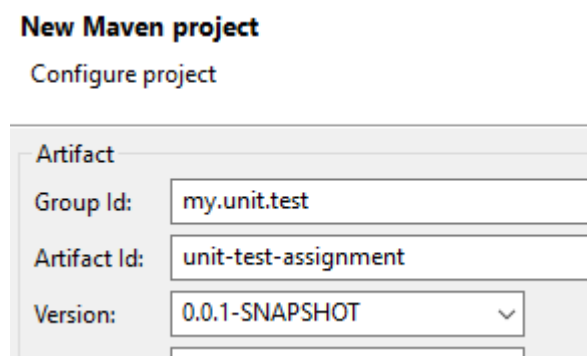 New Maven project
Configure project
Artifact
Group Id: my.unit.test
Artifact Id: unit-test-assignment
Version: 0.0.1-SNAPSHOT